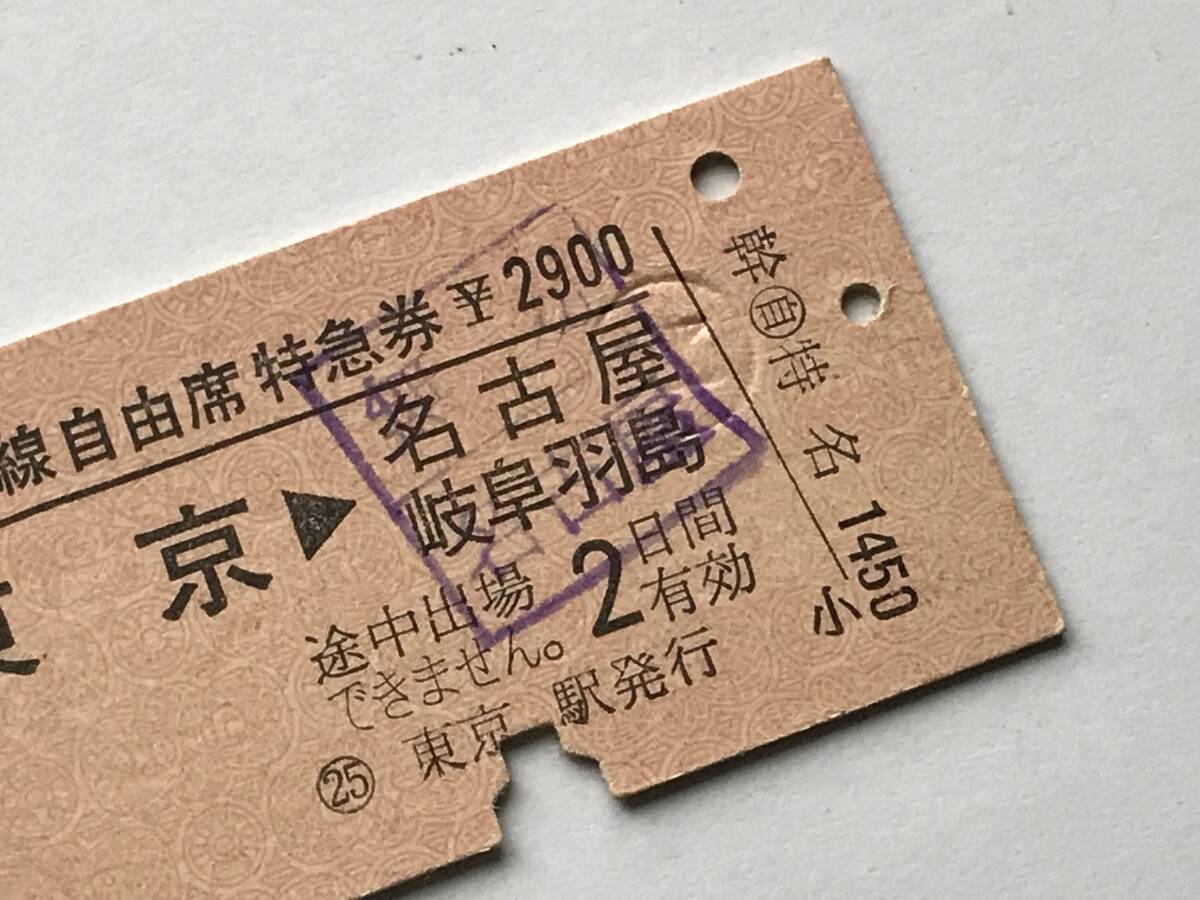 線自由席特急券 ¥2900
京▶名古屋
岐阜羽島
途中出場
できません。
2日間
有効
㉕ 東京駅発行
幹㊂特 名 1450
小